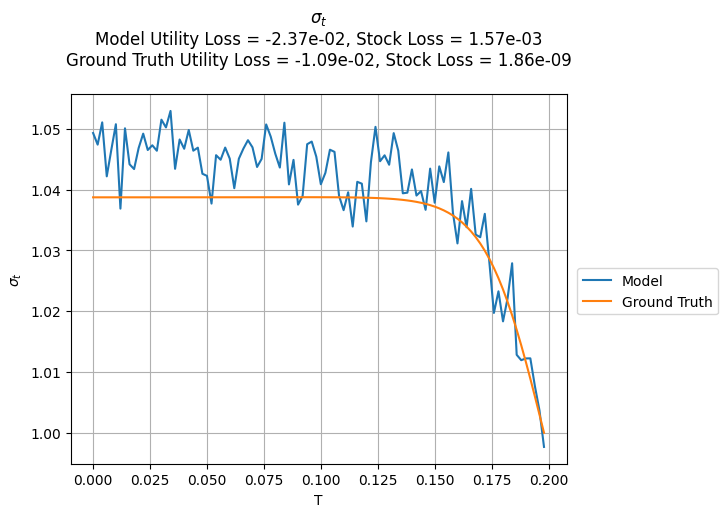 σt
Model Utility Loss = -2.37e-02, Stock Loss = 1.57e-03
Ground Truth Utility Loss = -1.09e-02, Stock Loss = 1.86e-09
1.05
1.04
1.03
1.02
1.01
1.00
σt
0.000 0.025 0.050 0.075 0.100 0.125 0.150 0.175 0.200
T
Model
Ground Truth